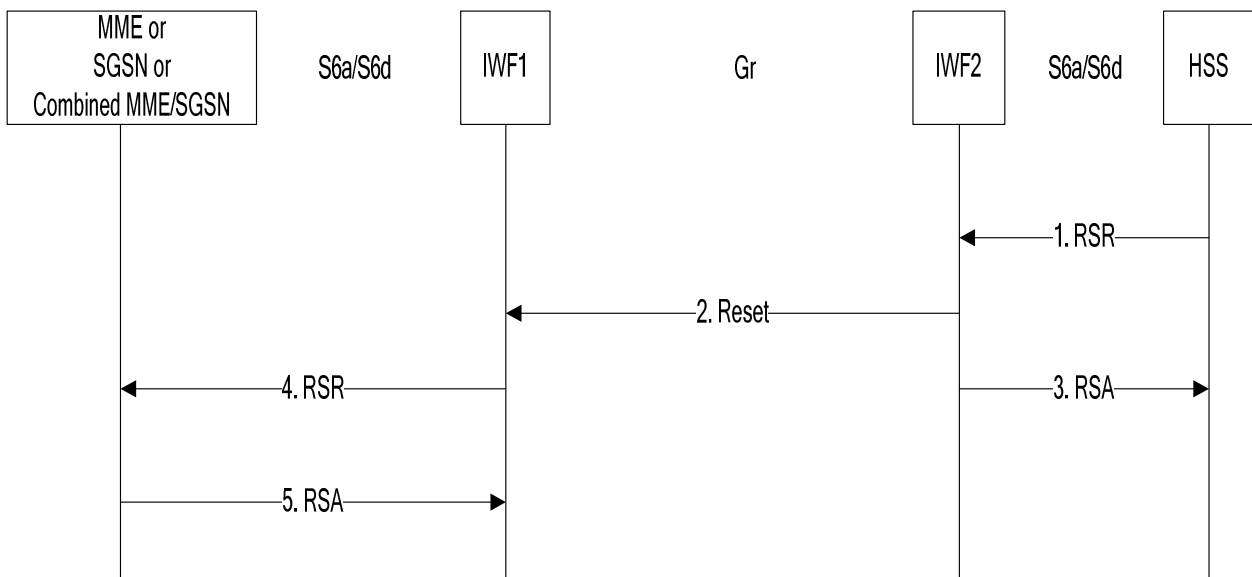 MME or
SGSN or
Combined MME/SGSN
S6a/S6d
IWF1
Gr
IWF2
S6a/S6d
HSS
1. RSR
2. Reset
4. RSR
3. RSA
5. RSA